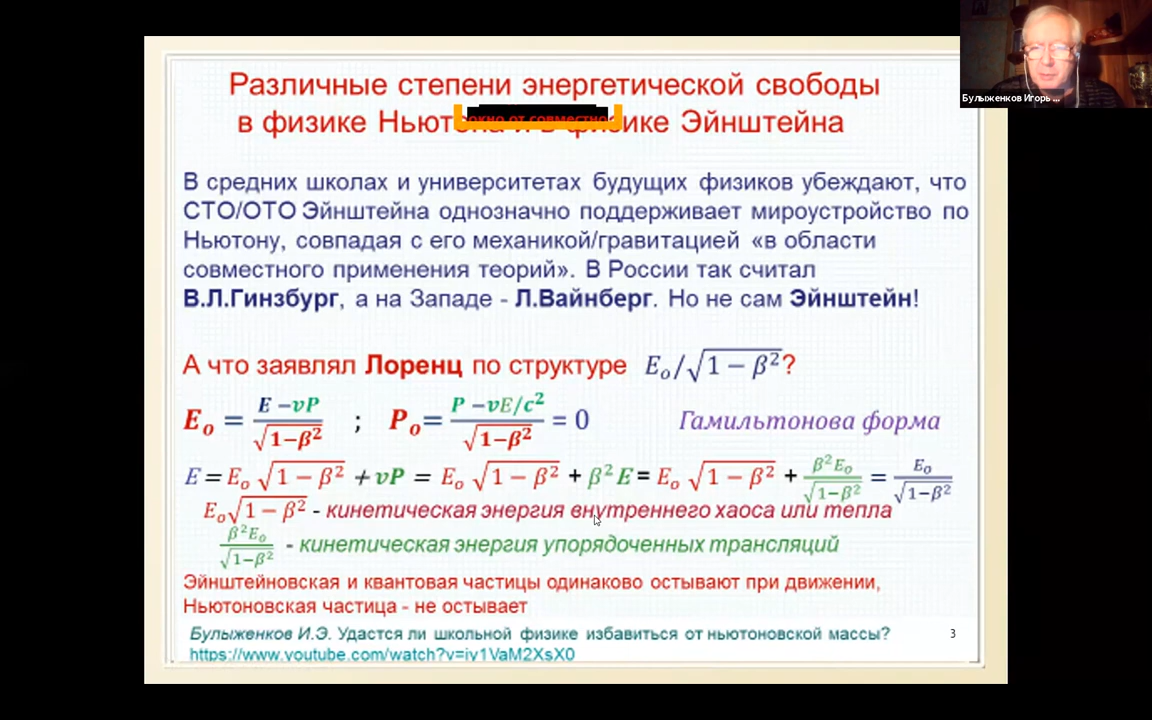 Различные степени энергетической свободы
в физике Ньютона и в физике Эйнштейна
окно от совместно
Булыженков Игорь ...
В средних школах и университетах будущих физиков убеждают, что
СТО/ОТО Эйнштейна однозначно поддерживает мироустройство по
Ньютону, совпадая с его механикой/гравитацией «в области
совместного применения теорий». В России так считал
В.Л.Гинзбург, а на Западе - Л.Вайнберг. Но не сам Эйнштейн!
А что заявлял Лоренц по структуре E₀/√(1 − β²)?
E₀ = (E −vP)/√(1−β²) ; P₀= (P −vE/c²)/√(1−β²) = 0 Гамильтонова форма
E = E₀ √(1 − β²) + vP = E₀ √(1 − β²) + β² E = E₀ √(1 − β²) + β²E₀/√(1−β²) = E₀/√(1−β²)
E₀√(1 − β²) - кинетическая энергия внутреннего хаоса или тепла
β²E₀/√(1−β²) - кинетическая энергия упорядоченных трансляций
Эйнштейновская и квантовая частицы одинаково остывают при движении,
Ньютоновская частица - не остывает
Булыженков И.Э. Удастся ли школьной физике избавиться от ньютоновской массы?
3
https://www.youtube.com/watch?v=iy1VaM2XsX0